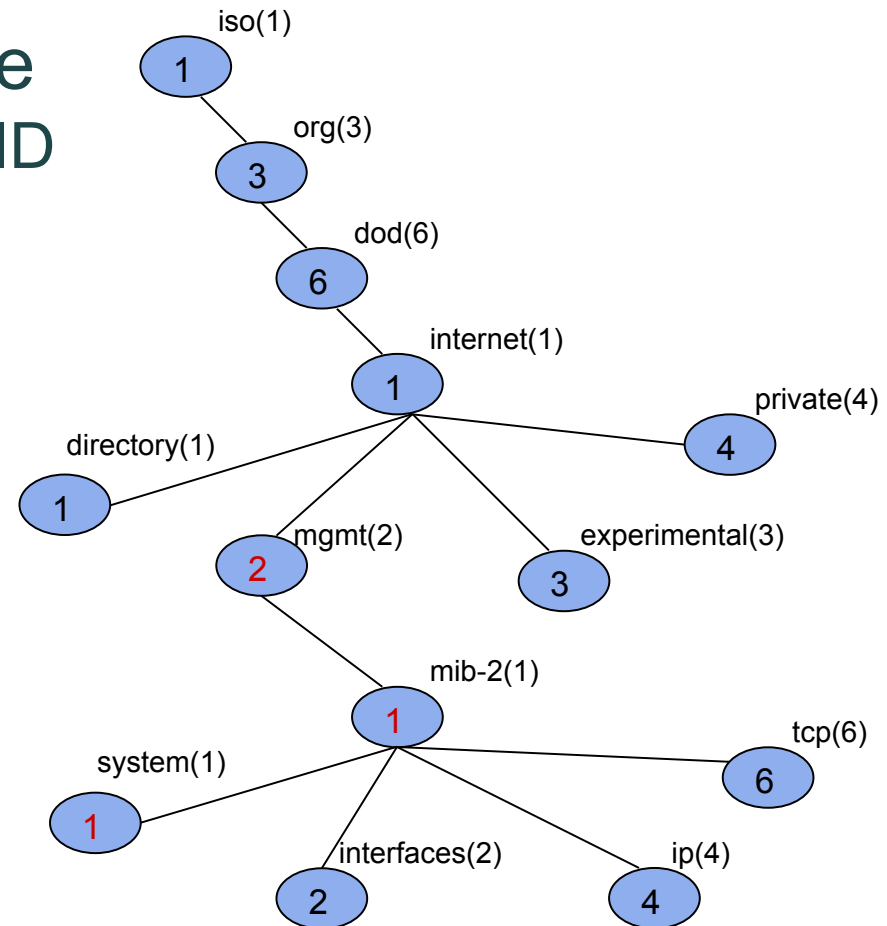 iso(1)
1
org(3)
3
dod(6)
6
internet(1)
1
private(4)
4
directory(1)
1
mgmt(2)
2
experimental(3)
3
mib-2(1)
1
tcp(6)
6
system(1)
1
interfaces(2)
2
ip(4)
4